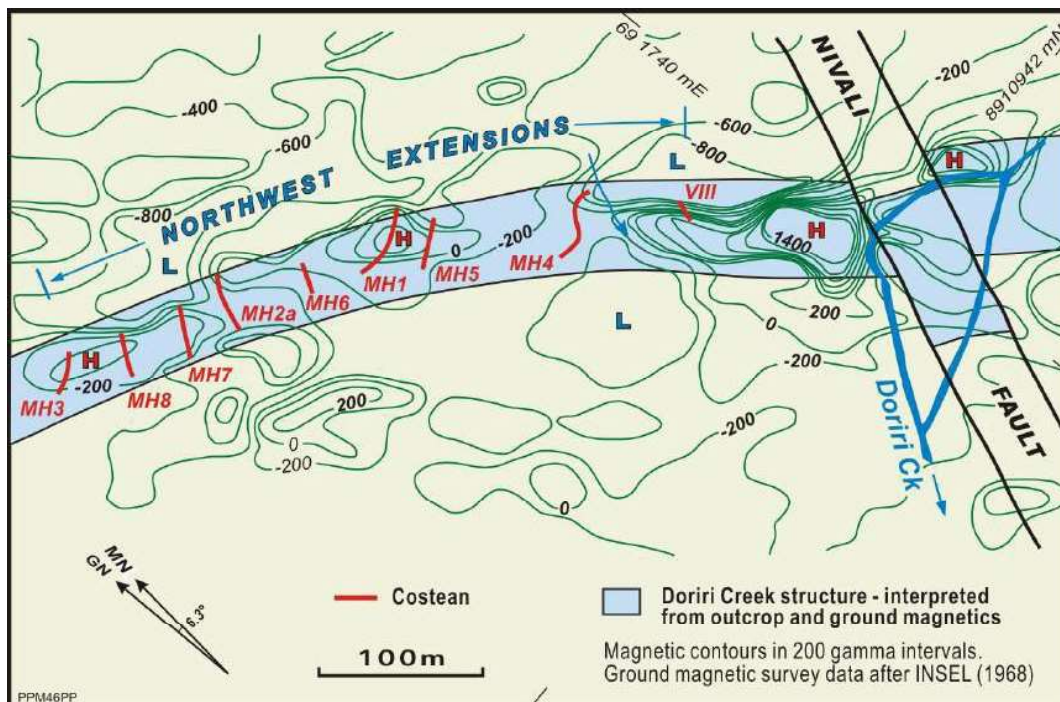 69 1740 mE
NIVALI
-200
8910942 mN
-400
-600
-600
-800
EXTENSIONS
L
H
NORTHWEST
-800
VIII
L
H
0
-200
1400
H
MH1
MH5
MH4
MH6
MH2a
L
200
0
-200
H
-200
MH7
MH3
MH8
200
0
-200
-200
0
Doriri Ck
FAULT
MN
GN
6.3°
Costean
100m
Doriri Creek structure - interpreted
from outcrop and ground magnetics
Magnetic contours in 200 gamma intervals.
Ground magnetic survey data after INSEL (1968)
PPM46PP